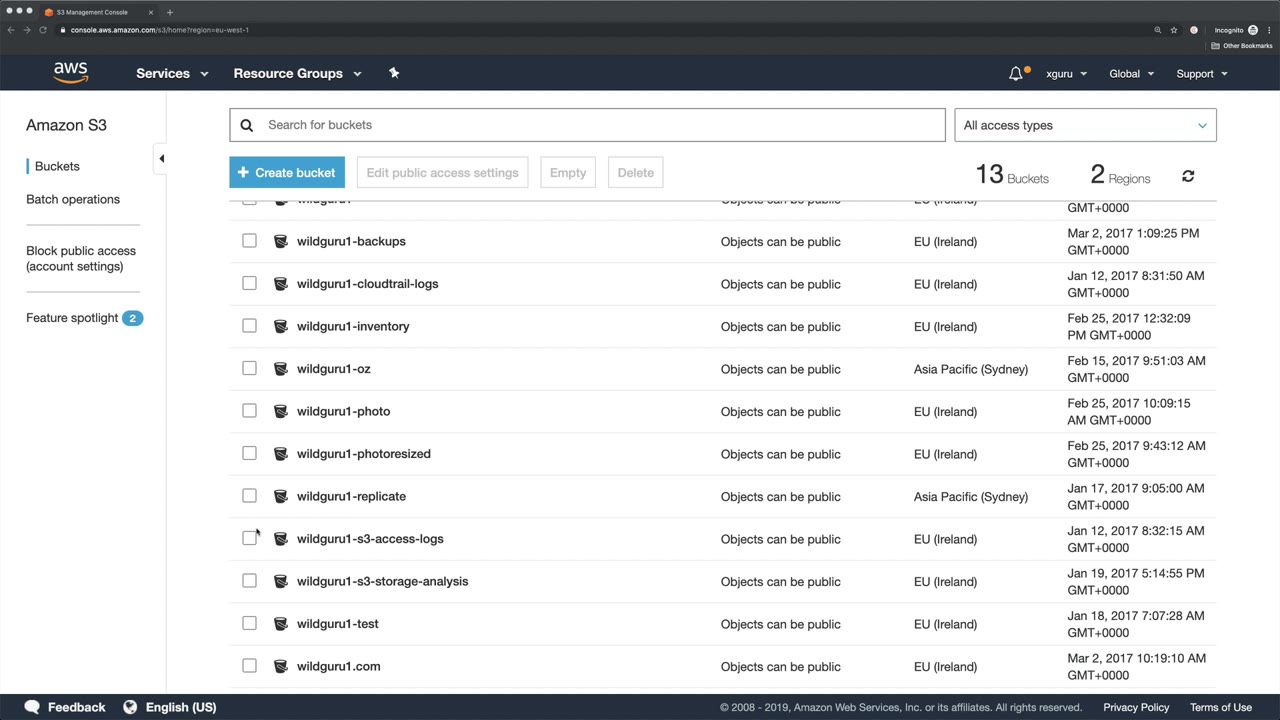 S3 Management Console
console.aws.amazon.com/s3/home?region=eu-west-1
Incognito
Other Bookmarks
aws
Services
Resource Groups
xguru
Global
Support
Amazon S3
Buckets
Batch operations
Block public access
(account settings)
Feature spotlight 2
Search for buckets
All access types
+ Create bucket
Edit public access settings
Empty
Delete
13 Buckets
2 Regions
wildguru1 Objects can be public EU (Ireland)
GMT+0000
wildguru1-backups Objects can be public EU (Ireland) Mar 2, 2017 1:09:25 PM
GMT+0000
wildguru1-cloudtrail-logs Objects can be public EU (Ireland) Jan 12, 2017 8:31:50 AM
GMT+0000
wildguru1-inventory Objects can be public EU (Ireland) Feb 25, 2017 12:32:09
PM GMT+0000
wildguru1-oz Objects can be public Asia Pacific (Sydney) Feb 15, 2017 9:51:03 AM
GMT+0000
wildguru1-photo Objects can be public EU (Ireland) Feb 25, 2017 10:09:15
AM GMT+0000
wildguru1-photoresized Objects can be public EU (Ireland) Feb 25, 2017 9:43:12 AM
GMT+0000
wildguru1-replicate Objects can be public Asia Pacific (Sydney) Jan 17, 2017 9:05:00 AM
GMT+0000
wildguru1-s3-access-logs Objects can be public EU (Ireland) Jan 12, 2017 8:32:15 AM
GMT+0000
wildguru1-s3-storage-analysis Objects can be public EU (Ireland) Jan 19, 2017 5:14:55 PM
GMT+0000
wildguru1-test Objects can be public EU (Ireland) Jan 18, 2017 7:07:28 AM
GMT+0000
wildguru1.com Objects can be public EU (Ireland) Mar 2, 2017 10:19:10 AM
GMT+0000
Feedback
English (US)
© 2008 - 2019, Amazon Web Services, Inc. or its affiliates. All rights reserved.
Privacy Policy
Terms of Use